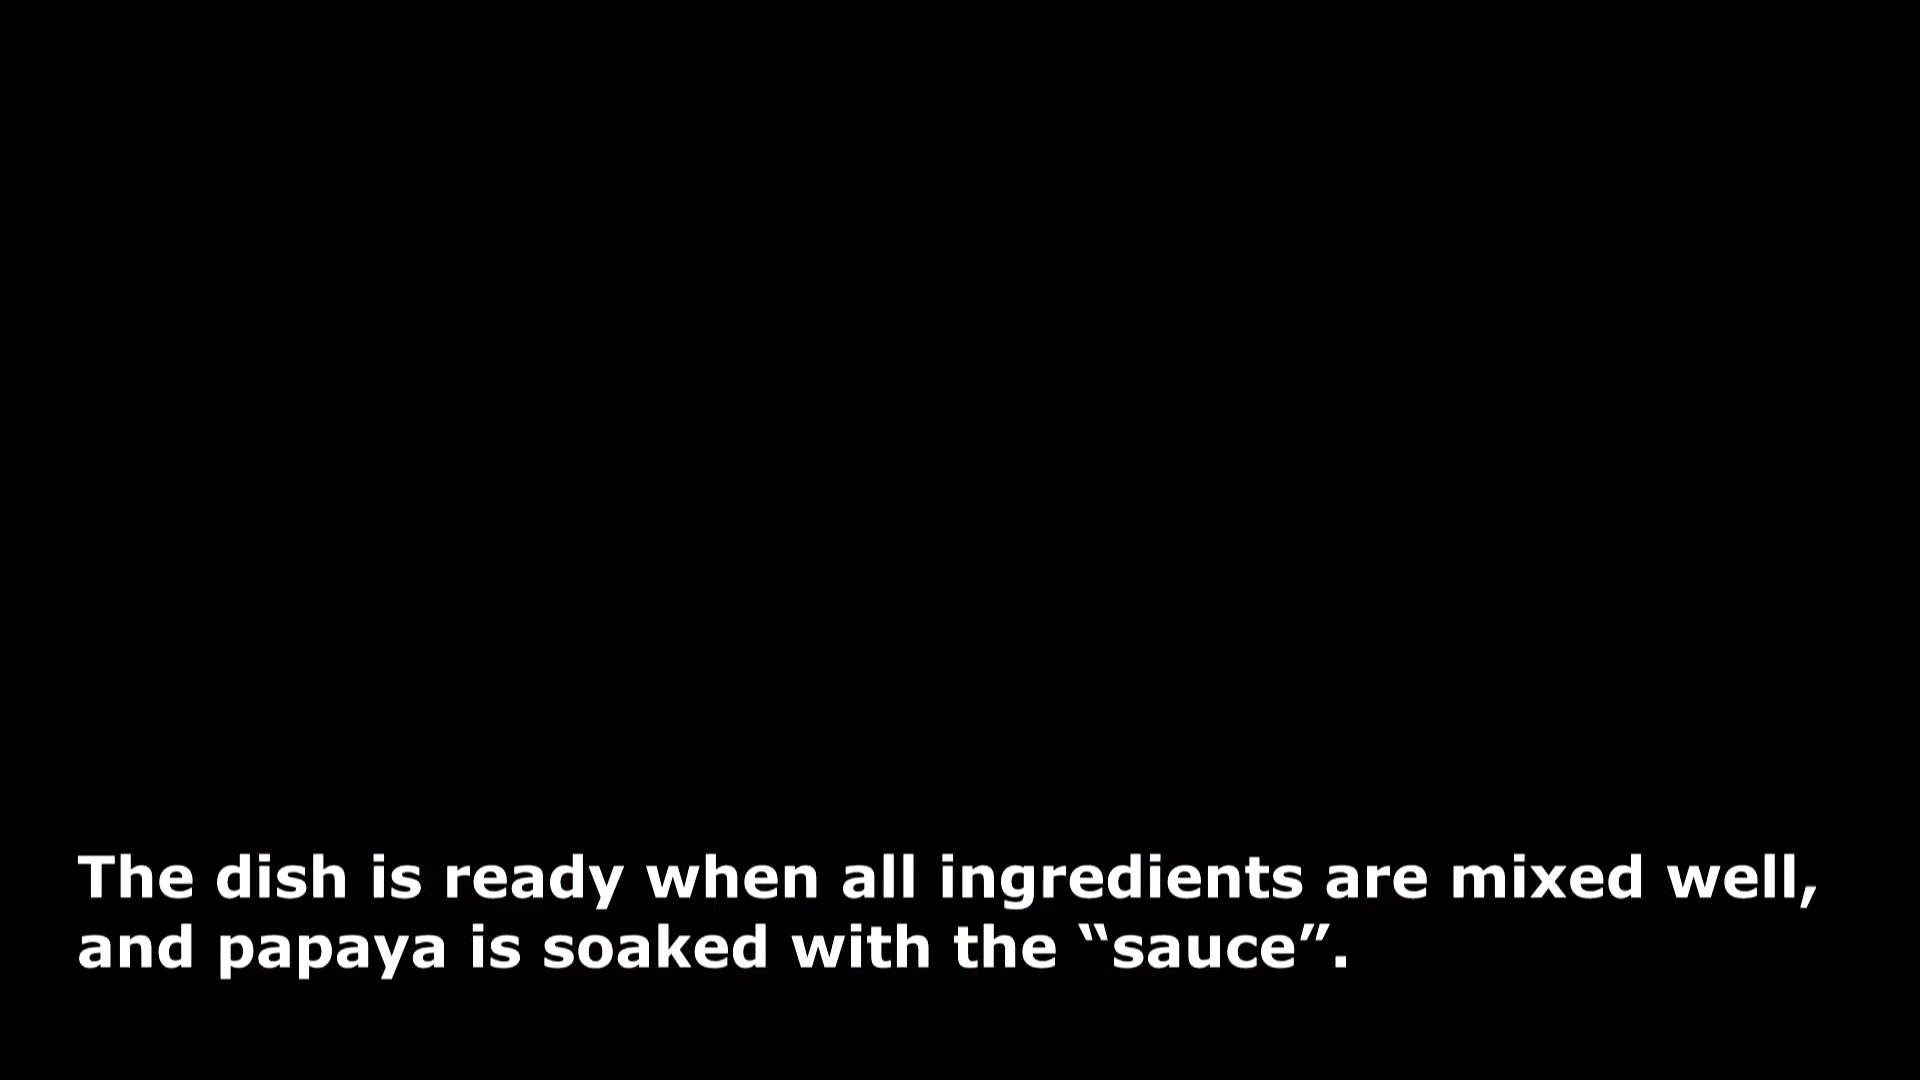 The dish is ready when all ingredients are mixed well,
and papaya is soaked with the “sauce”.